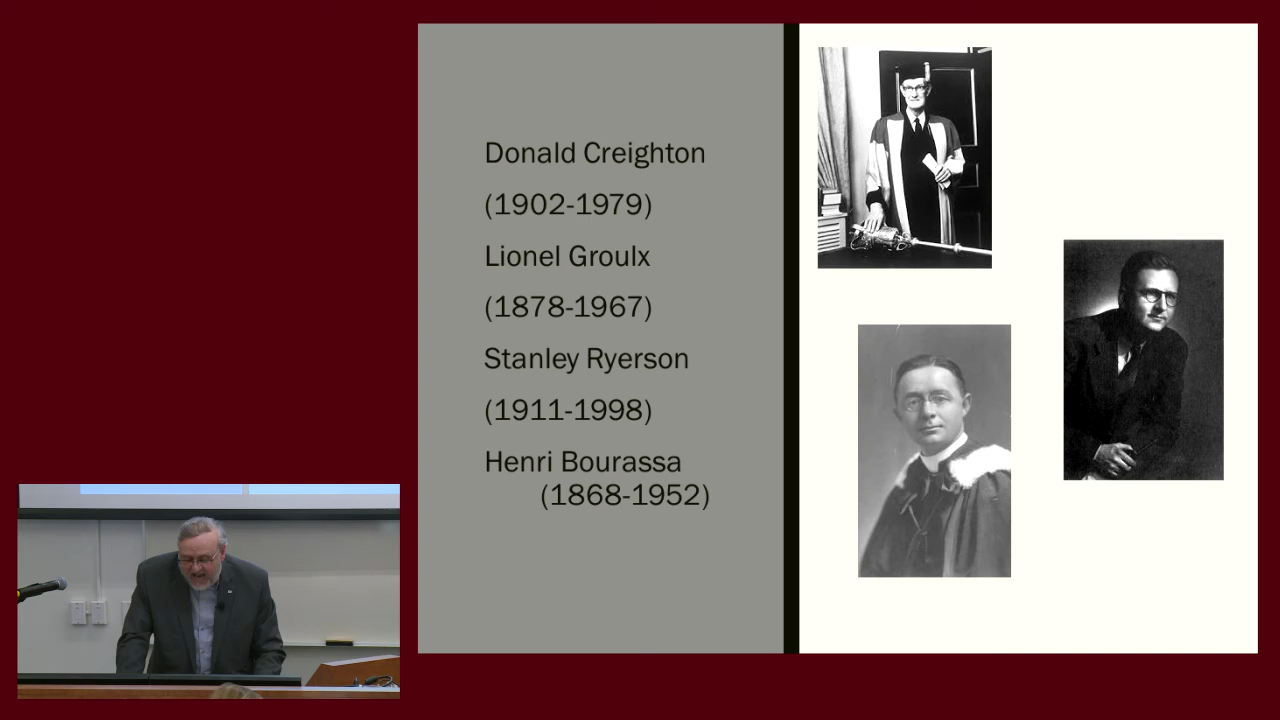 Donald Creighton
(1902-1979)
Lionel Groulx
(1878-1967)
Stanley Ryerson
(1911-1998)
Henri Bourassa
(1868-1952)